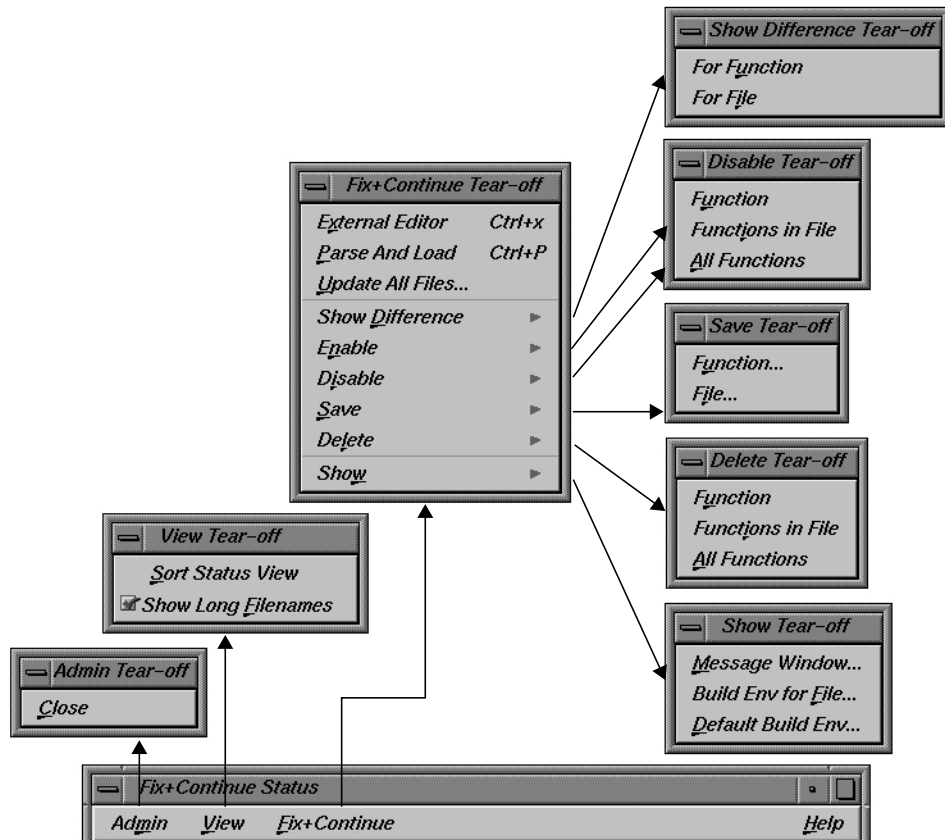 Show Difference Tear-off
For Function
For File
Disable Tear-off
Function
Functions in File
All Functions
Fix+Continue Tear-off
External Editor Ctrl+x
Parse And Load Ctrl+P
Update All Files...
Show Difference
Enable
Disable
Save
Delete
Show
Save Tear-off
Function...
File...
Delete Tear-off
Function
Functions in File
All Functions
View Tear-off
Sort Status View
Show Long Filenames
Show Tear-off
Message Window...
Build Env for File...
Default Build Env...
Admin Tear-off
Close
Fix+Continue Status
Admin View Fix+Continue Help